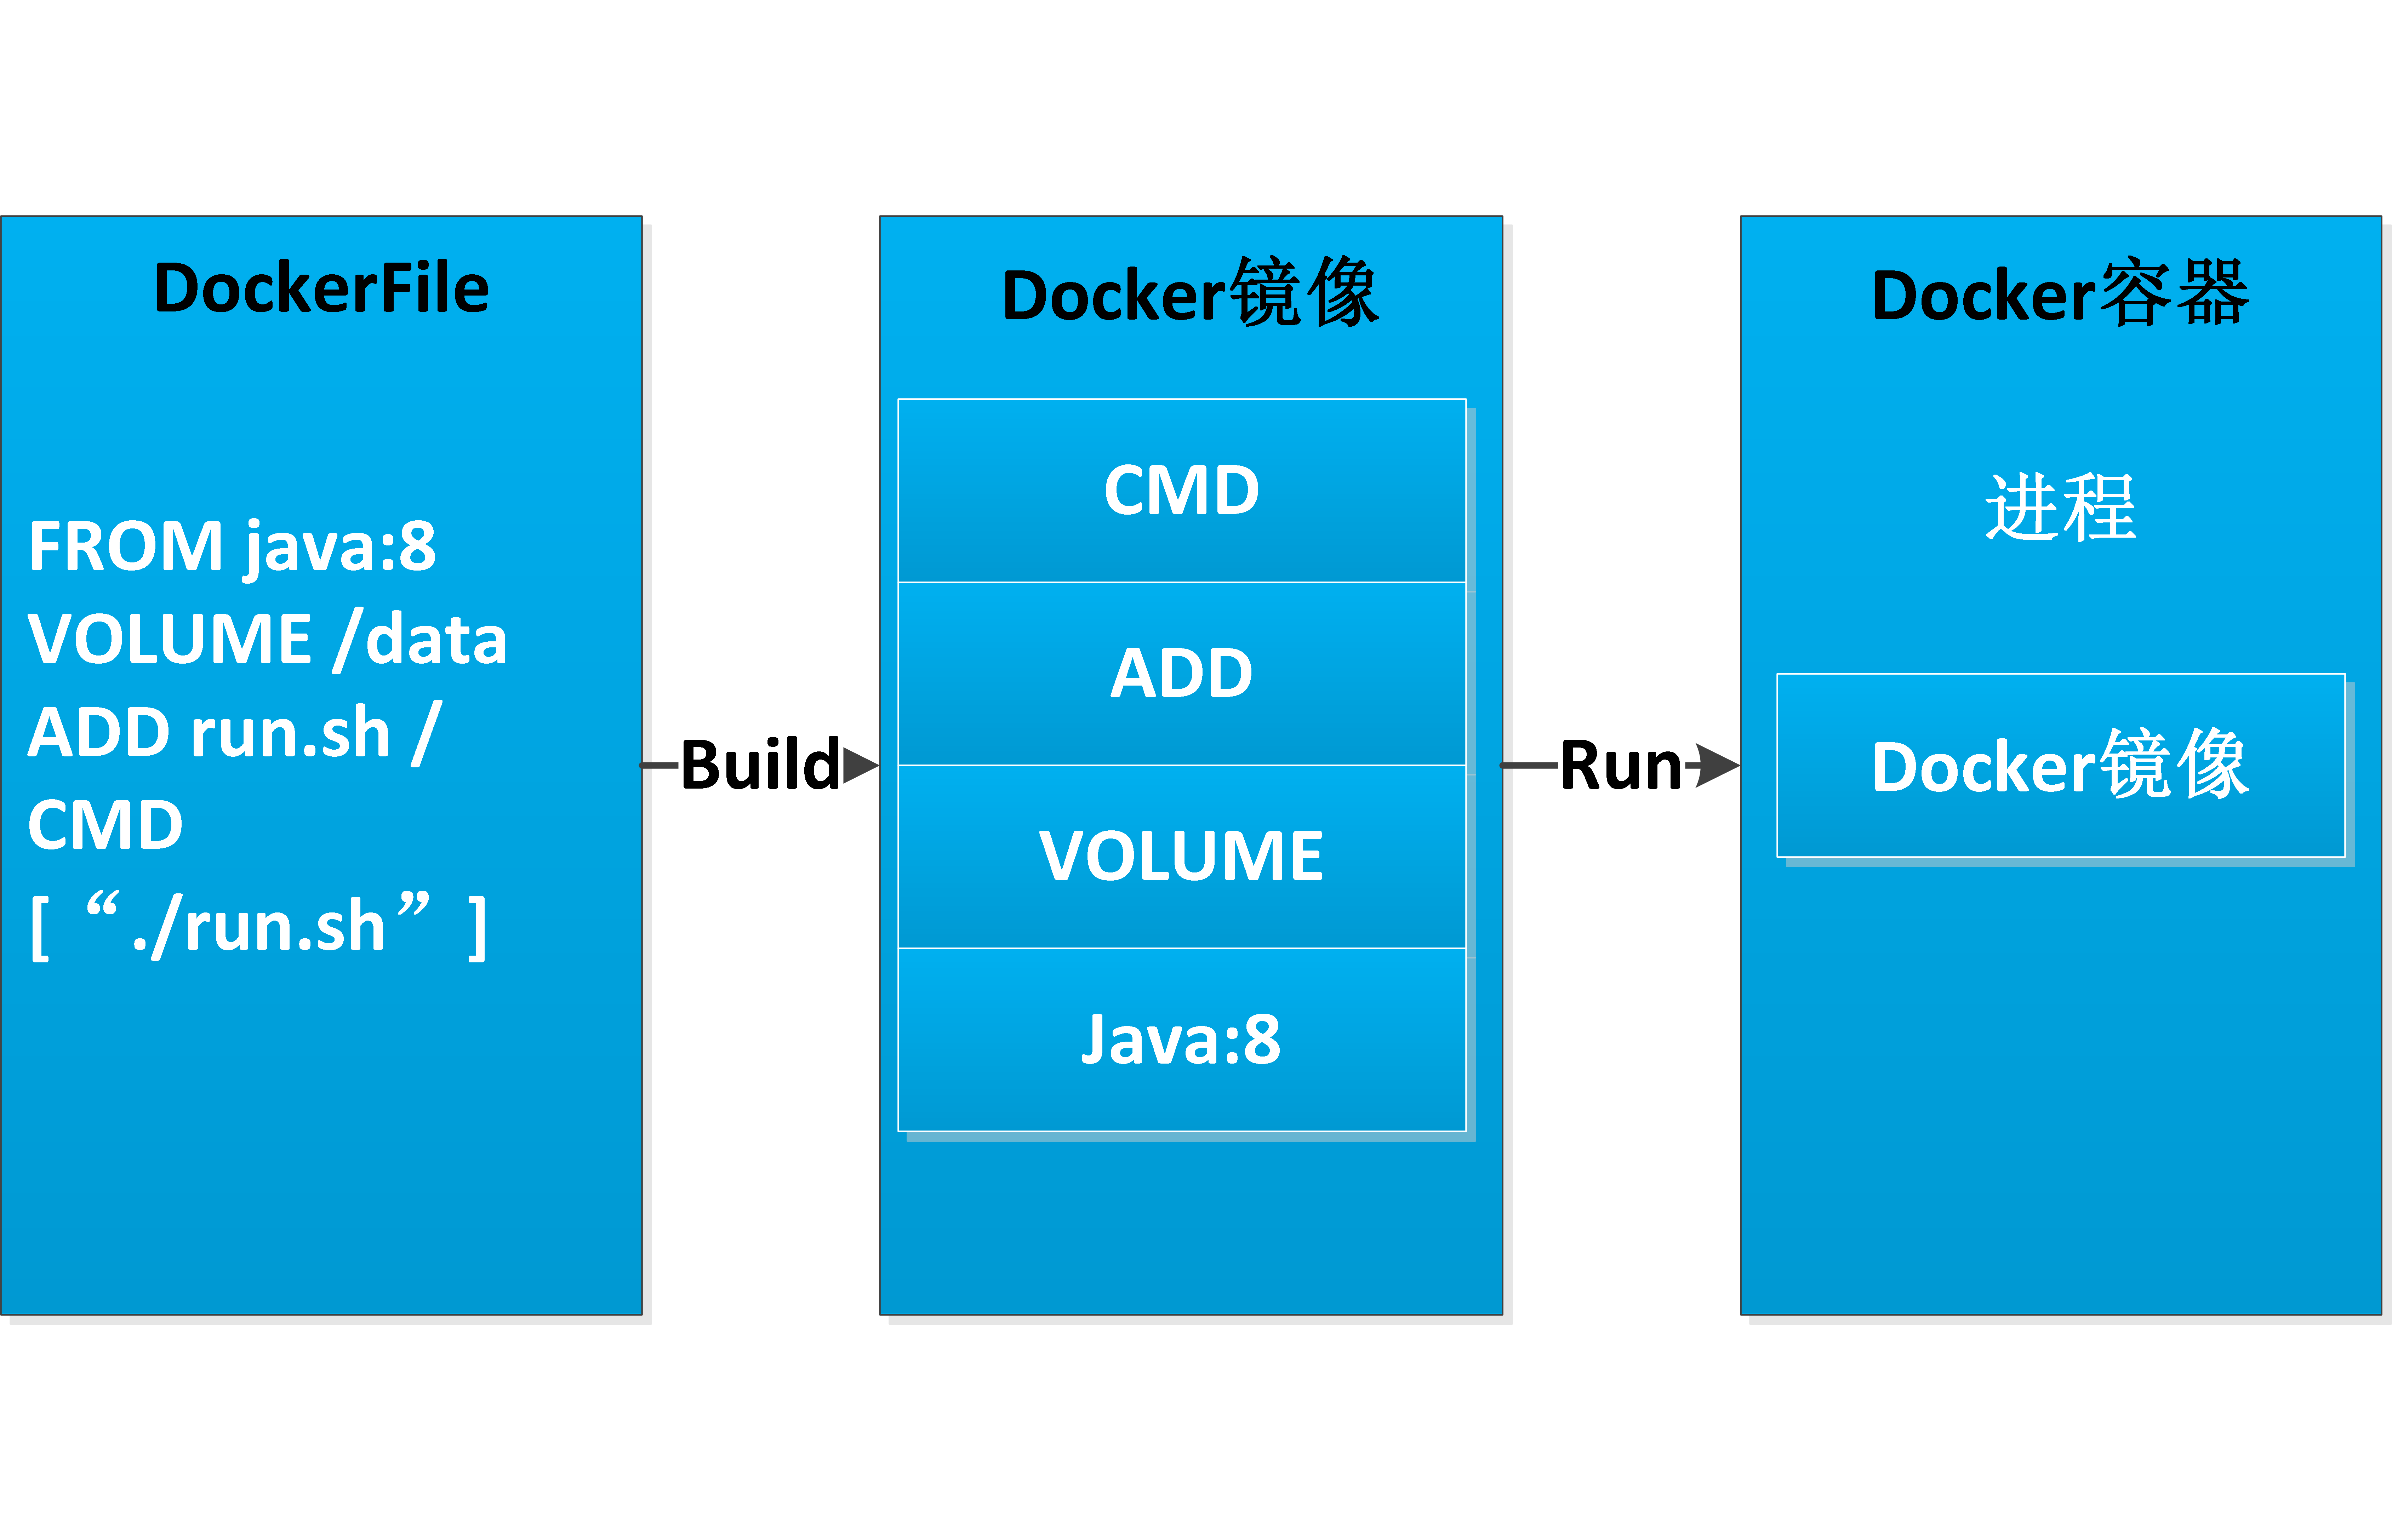 DockerFile
FROM java:8
VOLUME /data
ADD run.sh /
CMD
[ “./run.sh” ]
Build
Docker镜像
CMD
ADD
VOLUME
Java:8
Run
Docker容器
进程
Docker镜像